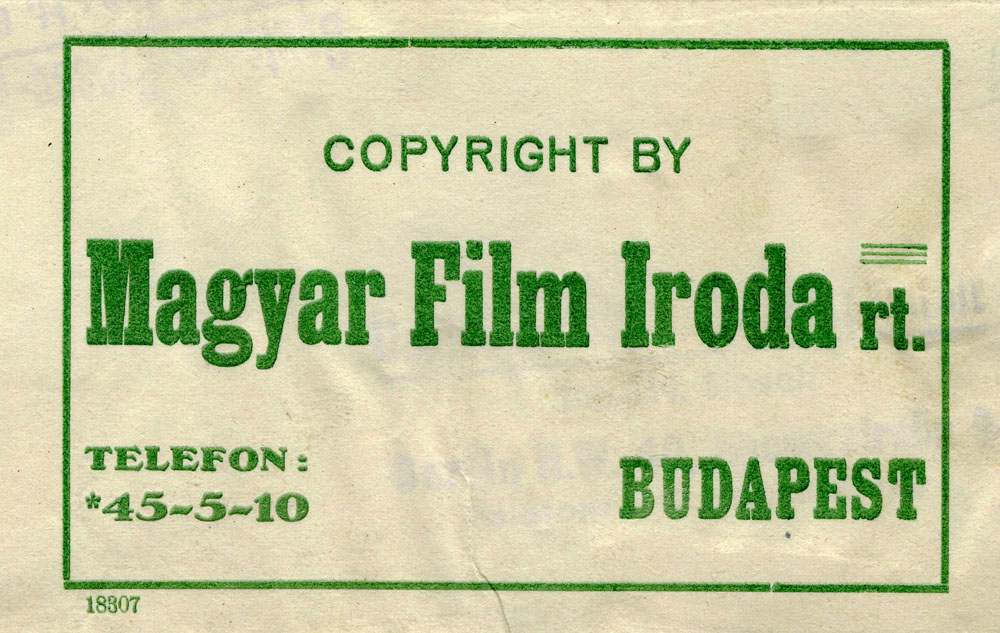 COPYRIGHT BY
Magyar Film Iroda rt.
TELEFON:
*45-5-10
BUDAPEST
18307